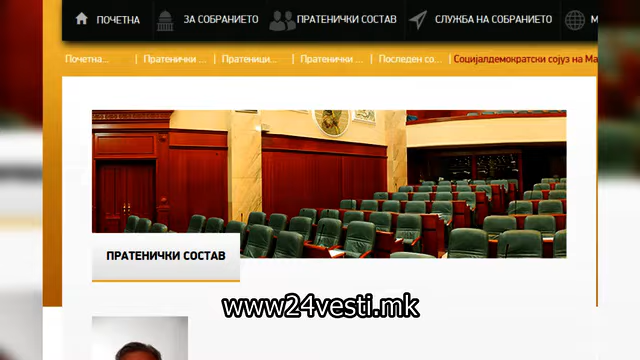 ПОЧЕТНА
ЗА СОБРАНИЕТО
ПРАТЕНИЧКИ СОСТАВ
СЛУЖБА НА СОБРАНИЕТО
М
Почетна...
Пратенички ...
Пратеници...
Пратенички ...
Последен со...
Социјалдемократски сојуз на Ма
ПРАТЕНИЧКИ СОСТАВ
www24vesti.mk